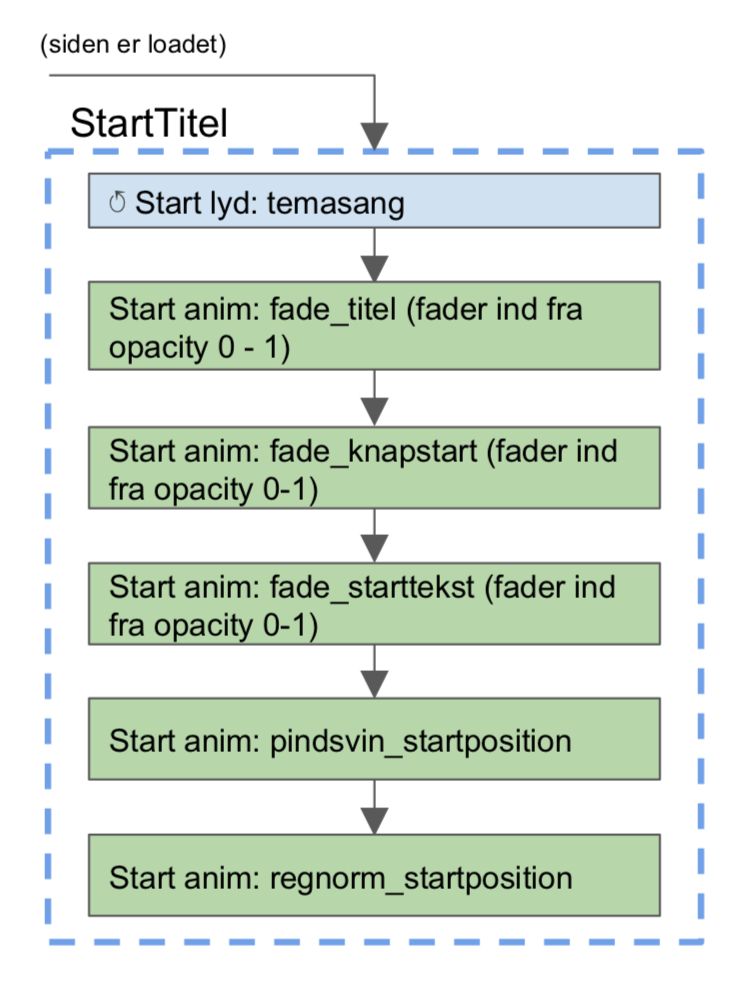 (siden er loadet)
StartTitel
↺ Start lyd: temasang
Start anim: fade_titel (fader ind fra
opacity 0 - 1)
Start anim: fade_knapstart (fader ind
fra opacity 0-1)
Start anim: fade_starttekst (fader ind
fra opacity 0-1)
Start anim: pindsvin_startposition
Start anim: regnorm_startposition